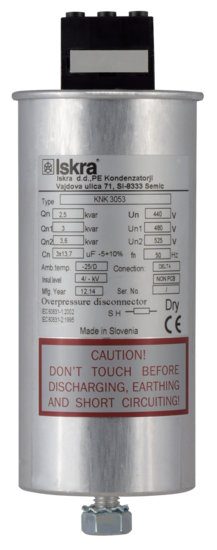 Iskra
Iskra d.d.,PE Kondenzatorji
Vajdova ulica 71, SI-8333 Semic
Type KNK 3053
Qn 2,5 kvar Un 440 V
Qn1 3 kvar Un1 480 V
Qn2 3,6 kvar Un2 525 V
Cn 3x13,7 uF -5+10% fn 50 Hz
Amb.temp. -25/D Conection: DELTA
Insul.level 4/ - kV NON PCB
Mfg. Year 12.14 Ser. No.
Overpressure disconnector Dry
IEC 60831-1:2002 SH
IEC 60831-2:1995 CE
Made in Slovenia
CAUTION!
DON'T TOUCH BEFORE
DISCHARGING, EARTHING
AND SHORT CIRCUITING!